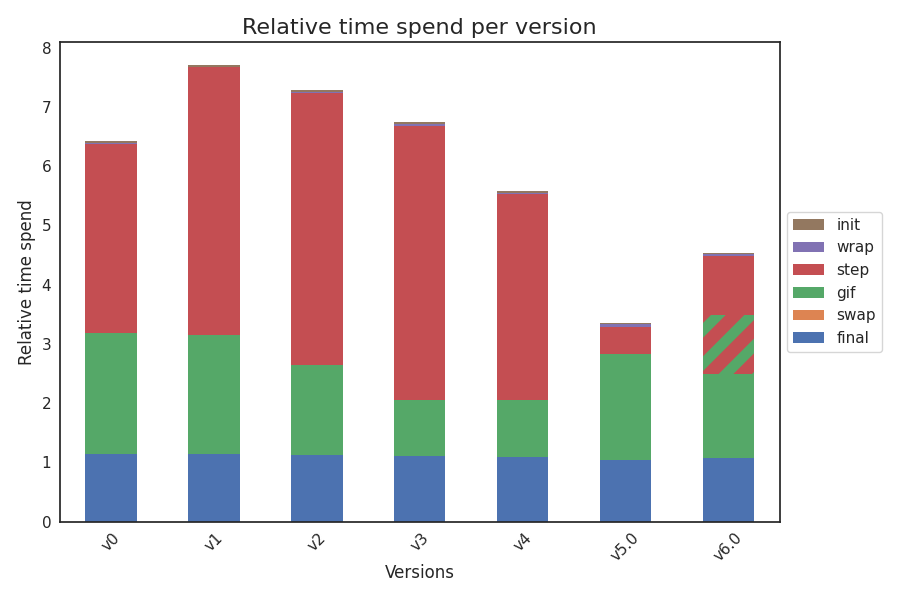 Relative time spend per version
Relative time spend
8
7
6
5
4
3
2
1
0
init
wrap
step
gif
swap
final
v0
v1
v2
v3
v4
v5.0
v6.0
Versions